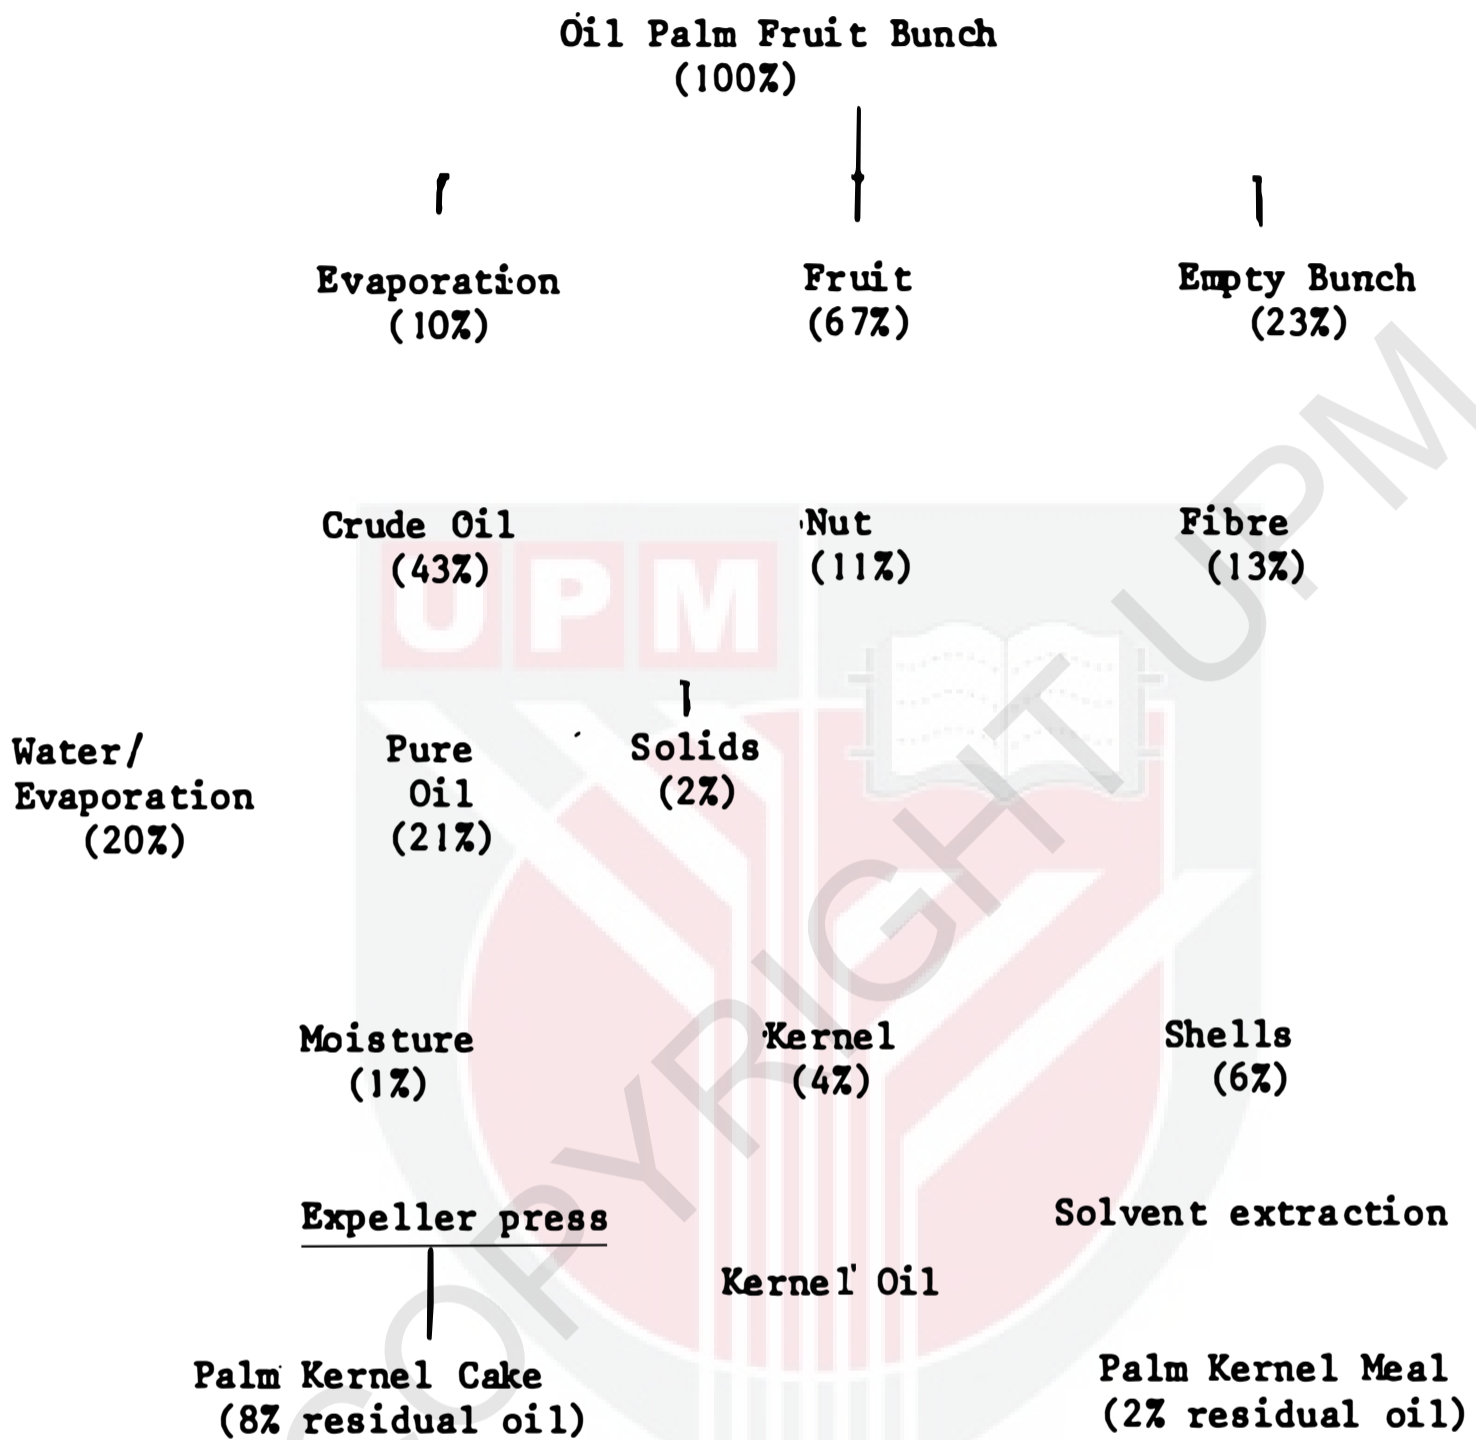 Oil Palm Fruit Bunch
(100%)
Evaporation
(10%)
Fruit
(67%)
Empty Bunch
(23%)
Crude Oil
(43%)
Nut
(11%)
Fibre
(13%)
UPM
Water/
Evaporation
(20%)
Pure
Oil
(21%)
Solids
(2%)
Moisture
(1%)
Kernel
(4%)
Shells
(6%)
Expeller press
Solvent extraction
Kernel Oil
Palm Kernel Cake
(8% residual oil)
Palm Kernel Meal
(2% residual oil)
COPYRIGHT UPM